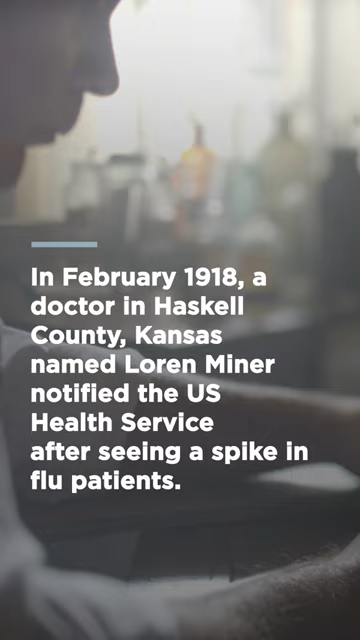 In February 1918, a
doctor in Haskell
County, Kansas
named Loren Miner
notified the US
Health Service
after seeing a spike in
flu patients.